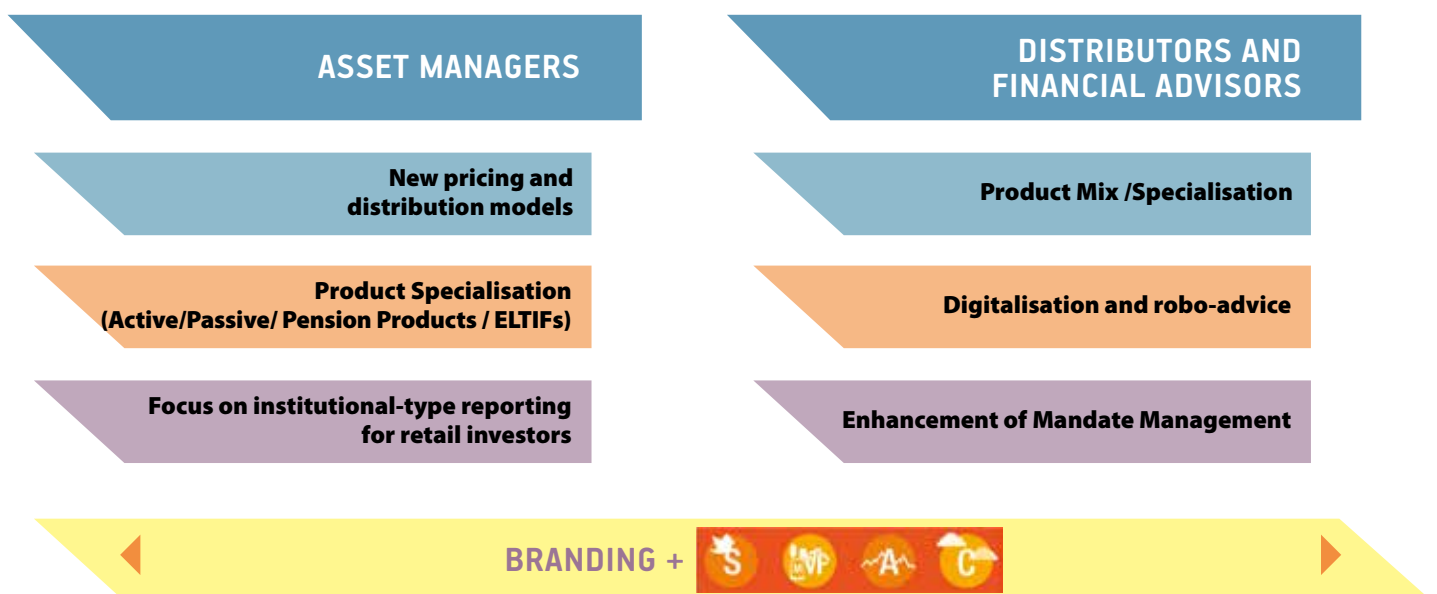 ASSET MANAGERS
New pricing and
distribution models
Product Specialisation
(Active/Passive/ Pension Products / ELTIFs)
Focus on institutional-type reporting
for retail investors
DISTRIBUTORS AND
FINANCIAL ADVISORS
Product Mix /Specialisation
Digitalisation and robo-advice
Enhancement of Mandate Management
BRANDING +
S
A
C